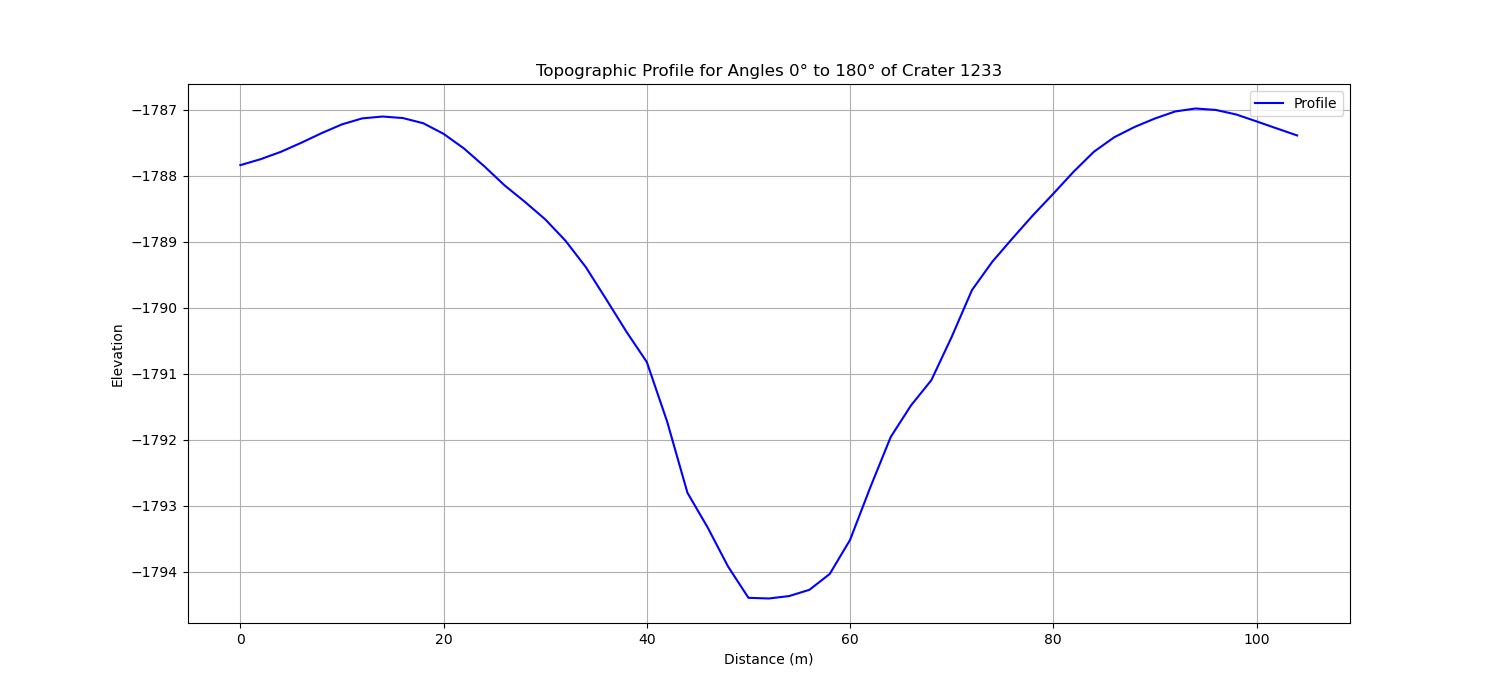 Topographic Profile for Angles 0° to 180° of Crater 1233
Profile
−1787
−1788
−1789
−1790
−1791
−1792
−1793
−1794
Elevation
0 20 40 60 80 100
Distance (m)